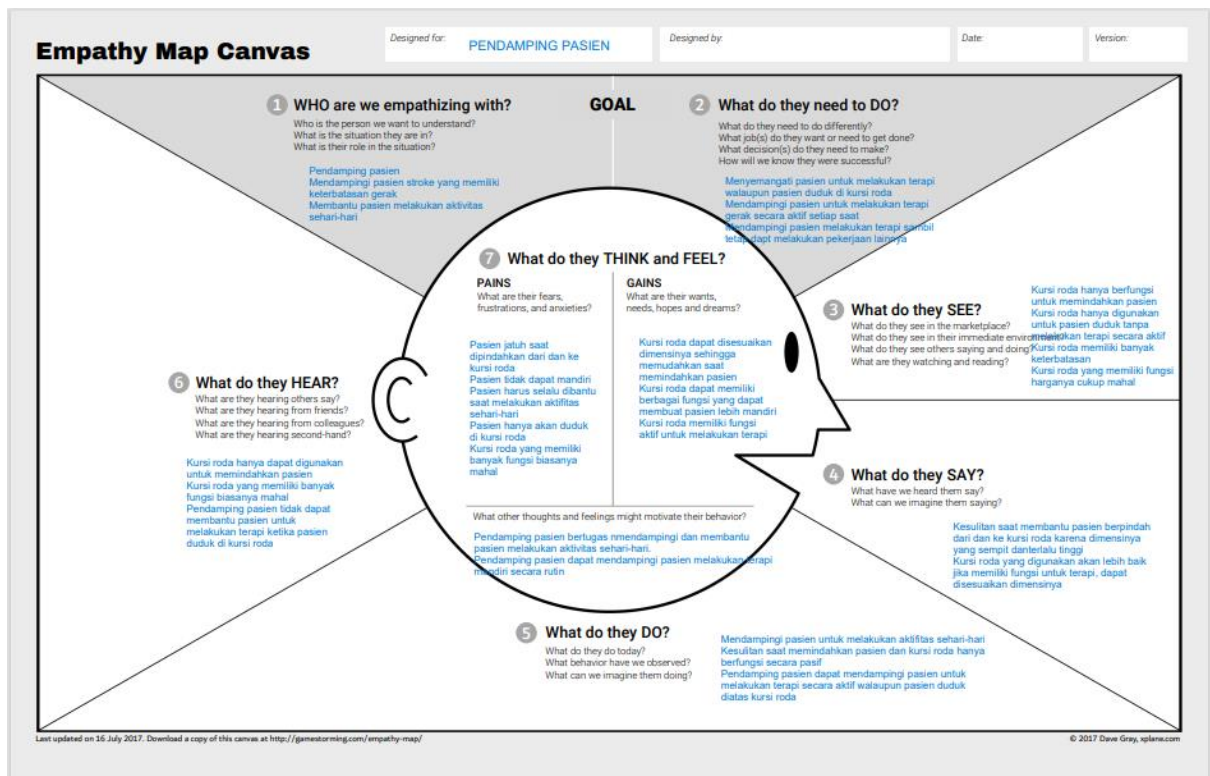 Empathy Map Canvas
Designed for:
PENDAMPING PASIEN
Designed by:
Date:
Version:
1 WHO are we empathizing with?
Who is the person we want to understand?
What is the situation they are in?
What is their role in the situation?
Pendamping pasien
Mendampingi pasien stroke yang memiliki
keterbatasan gerak
Membantu pasien melakukan aktivitas
sehari-hari
GOAL
2 What do they need to DO?
What do they need to do differently?
What job(s) do they want or need to get done?
What decision(s) do they need to make?
How will we know they were successful?
Menyemangati pasien untuk melakukan terapi
walaupun pasien duduk di kursi roda
Mendampingi pasien untuk melakukan terapi
gerak secara aktif setiap saat
Mendampingi pasien melakukan terapi sambil
tetap dapt melakukan pekerjaan lainnya
3 What do they SEE?
What do they see in the marketplace?
What do they see in their immediate environment?
What do they see others saying and doing?
What are they watching and reading?
Kursi roda hanya berfungsi
untuk memindahkan pasien
Kursi roda hanya digunakan
untuk pasien duduk tanpa
melakukan terapi secara aktif
Kursi roda memiliki banyak
keterbatasan
Kursi roda yang memiliki fungsi
harganya cukup mahal
4 What do they SAY?
What have we heard them say?
What can we imagine them saying?
Kesulitan saat membantu pasien berpindah
dari dan ke kursi roda karena dimensinya
yang sempit danterlalu tinggi
Kursi roda yang digunakan akan lebih baik
jika memiliki fungsi untuk terapi, dapat
disesuaikan dimensinya
5 What do they DO?
What do they do today?
What behavior have we observed?
What can we imagine them doing?
Mendampingi pasien untuk melakukan aktifitas sehari-hari
Kesulitan saat memindahkan pasien dan kursi roda hanya
berfungsi secara pasif
Pendamping pasien dapat mendampingi pasien untuk
melakukan terapi secara aktif walaupun pasien duduk
diatas kursi roda
6 What do they HEAR?
What are they hearing others say?
What are they hearing from friends?
What are they hearing from colleagues?
What are they hearing second-hand?
Kursi roda hanya dapat digunakan
untuk memindahkan pasien
Kursi roda yang memiliki banyak
fungsi biasanya mahal
Pendamping pasien tidak dapat
membantu pasien untuk
melakukan terapi ketika pasien
duduk di kursi roda
7 What do they THINK and FEEL?
PAINS
What are their fears,
frustrations, and anxieties?
Pasien jatuh saat
dipindahkan dari dan ke
kursi roda
Pasien tidak dapat mandiri
Pasien harus selalu dibantu
saat melakukan aktifitas
sehari-hari
Pasien hanya akan duduk
di kursi roda
Kursi roda yang memiliki
banyak fungsi biasanya
mahal
GAINS
What are their wants,
needs, hopes and dreams?
Kursi roda dapat disesuaikan
dimensinya sehingga
memudahkan saat
memindahkan pasien
Kursi roda dapat memiliki
berbagai fungsi yang dapat
membuat pasien lebih mandiri
Kursi roda memiliki fungsi
aktif untuk melakukan terapi
What other thoughts and feelings might motivate their behavior?
Pendamping pasien bertugas nmendampingi dan membantu
pasien melakukan aktivitas sehari-hari.
Pendamping pasien dapat mendampingi pasien melakukan terapi
mandiri secara rutin
Last updated on 16 July 2017. Download a copy of this canvas at http://gamestorming.com/empathy-map/
© 2017 Dave Gray, xplane.com